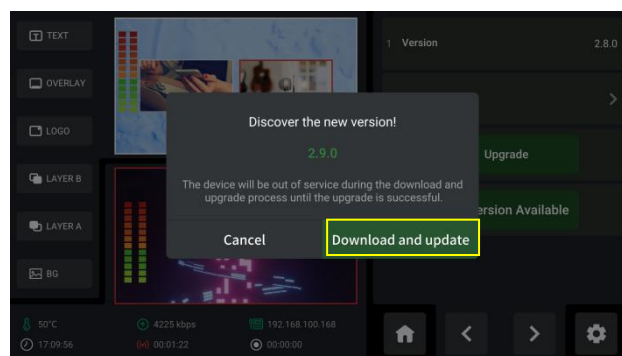 TEXT
1 Version 2.8.0
OVERLAY
Discover the new version!
LOGO
2.9.0
Upgrade
LAYER B
The device will be out of service during the download and
upgrade process until the upgrade is successful.
ersion Available
LAYER A
Cancel Download and update
BG
50°C 4225 kbps 192.168.100.168
17:09:56 00:01:22 00:00:00